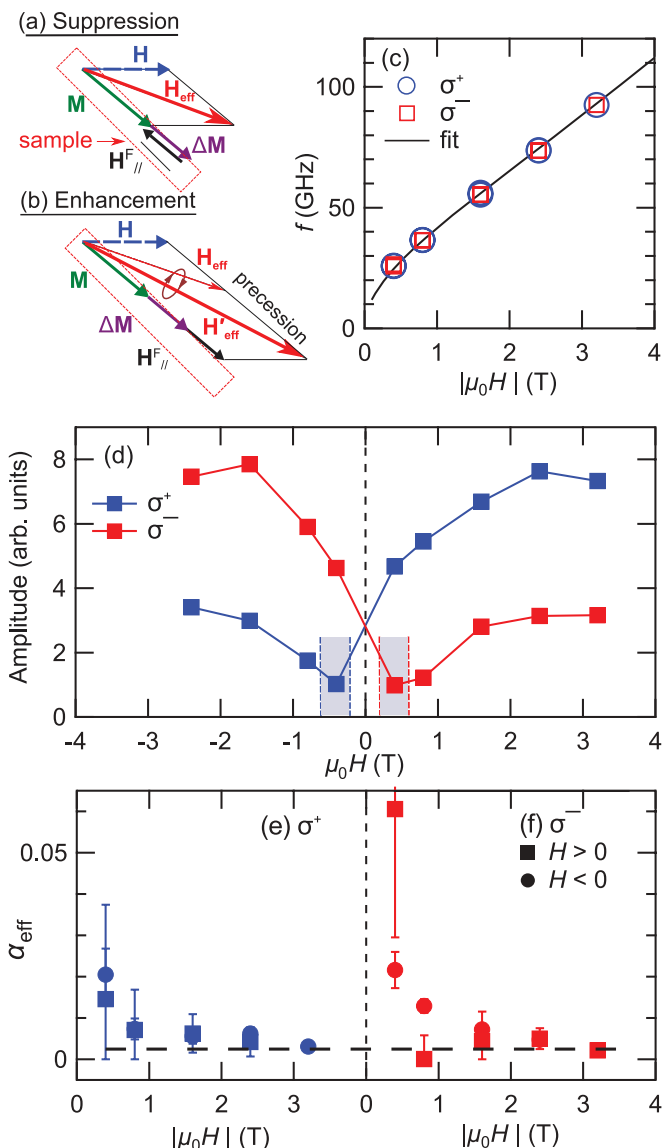 (a) Suppression
H
H_eff
M
sample
ΔM
H^F_//
(b) Enhancement
H
H_eff
M
precession
ΔM
H'_eff
H^F_//
(c)
σ⁺
σ⁻
fit
f (GHz)
100
50
0
0 1 2 3 4
|μ₀H| (T)
(d)
σ⁺
σ⁻
Amplitude (arb. units)
8
6
4
2
0
-4 -3 -2 -1 0 1 2 3 4
μ₀H (T)
(e) σ⁺
(f) σ⁻
H > 0
H < 0
α_eff
0.05
0
0 1 2 3 1 2 3 4
|μ₀H| (T) |μ₀H| (T)